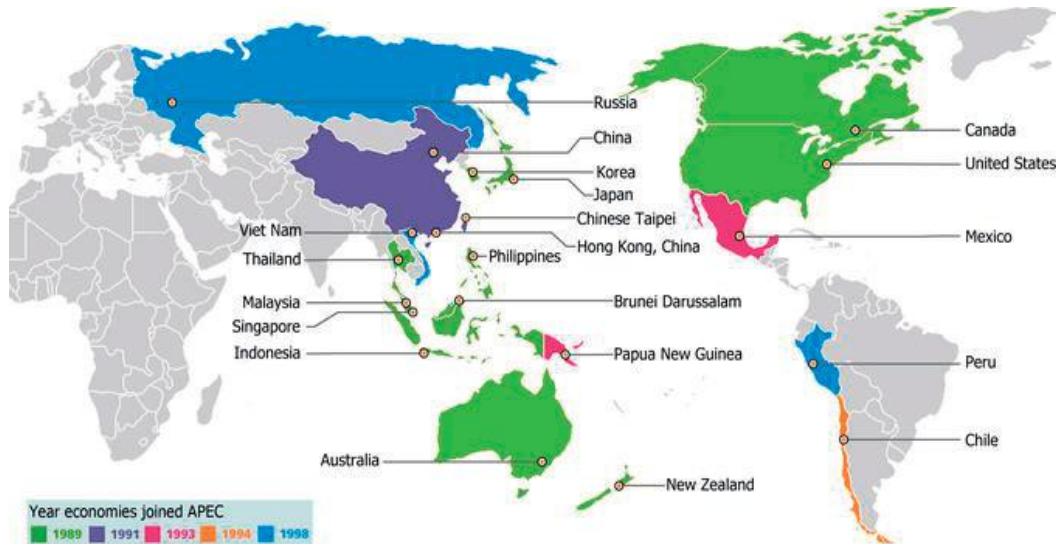 Russia
China
Canada
United States
Korea
Japan
Chinese Taipei
Viet Nam
Hong Kong, China
Mexico
Thailand
Philippines
Malaysia
Brunei Darussalam
Singapore
Indonesia
Papua New Guinea
Peru
Chile
Australia
New Zealand
Year economies joined APEC
1989 1991 1993 1994 1998